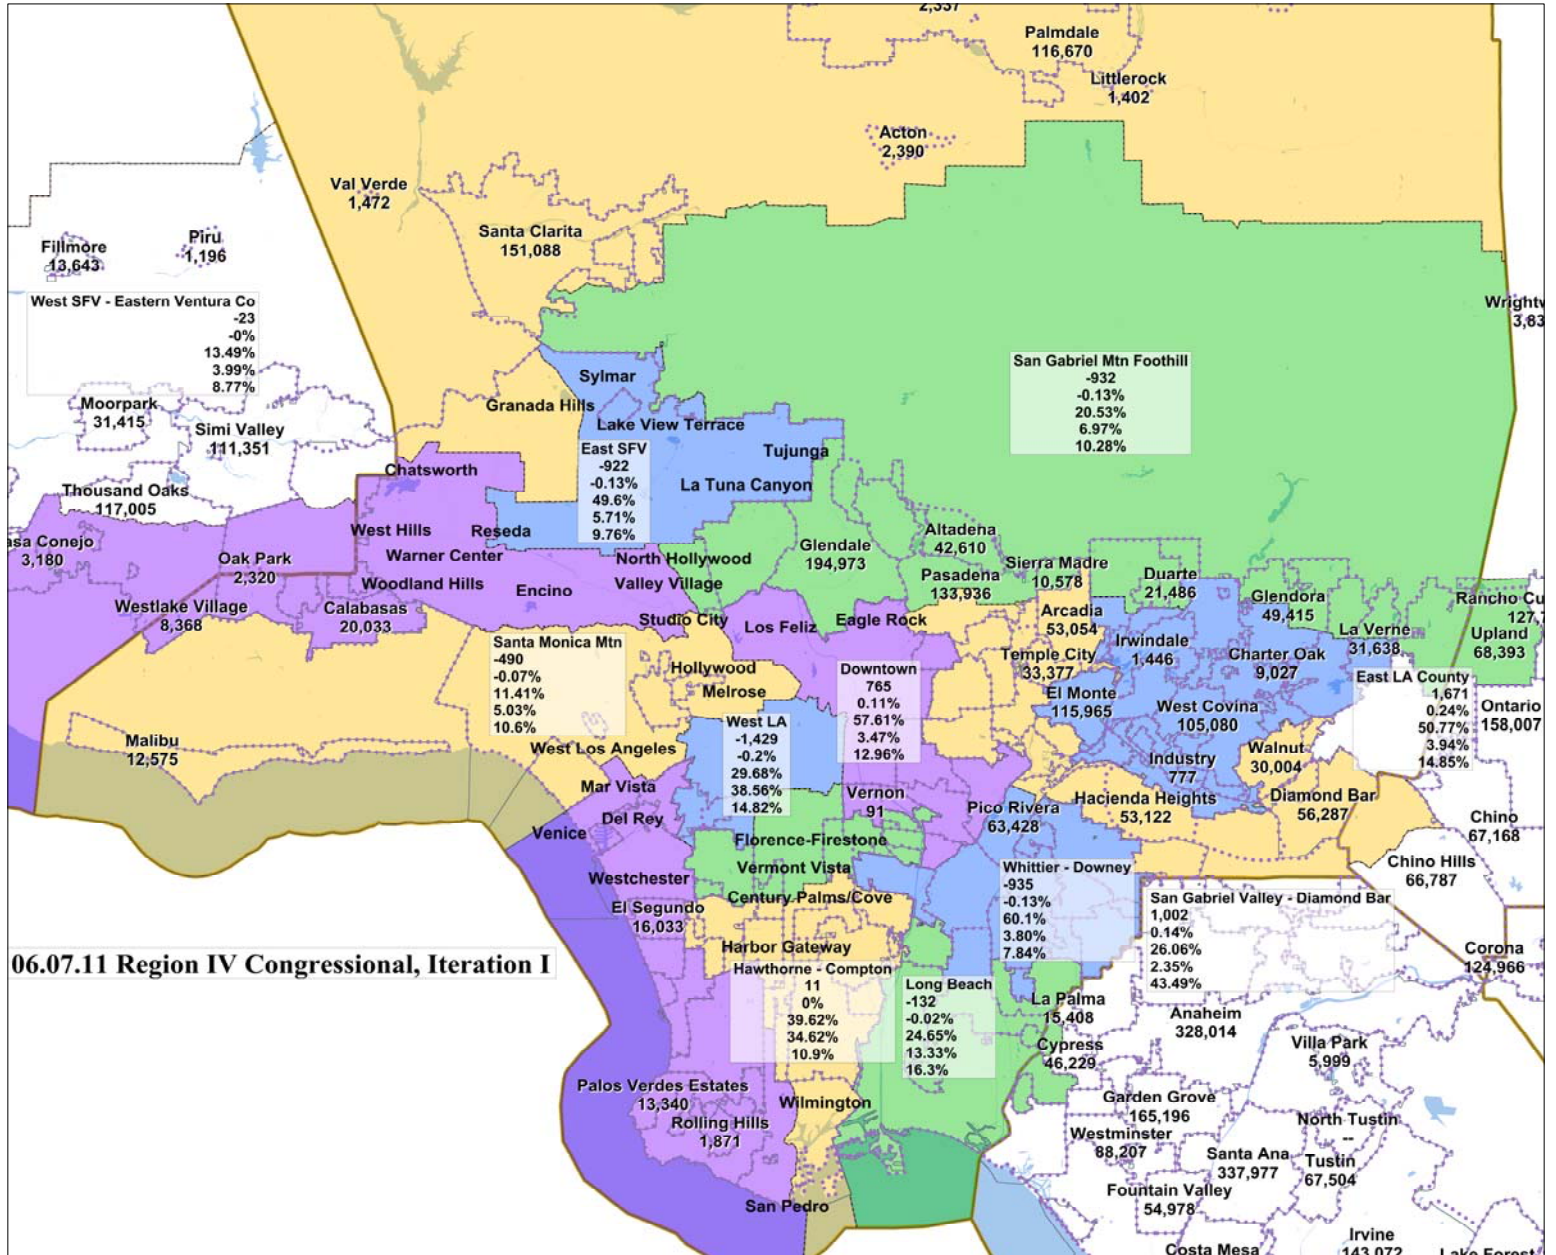 2,337
Palmdale
116,670
Littlerock
1,402
Acton
2,390
Val Verde
1,472
Santa Clarita
151,088
Fillmore
13,643
Piru
1,196
West SFV - Eastern Ventura Co
-23
-0%
13.49%
3.99%
8.77%
Wrightw
3,83
San Gabriel Mtn Foothill
-932
-0.13%
20.53%
6.97%
10.28%
Sylmar
Granada Hills
Lake View Terrace
Moorpark
31,415
Simi Valley
111,351
East SFV
-922
-0.13%
49.6%
5.71%
9.76%
Tujunga
La Tuna Canyon
Chatsworth
Thousand Oaks
117,005
West Hills
Reseda
asa Conejo
3,180
Oak Park
2,320
Warner Center
Woodland Hills
Encino
North Hollywood
Valley Village
Glendale
194,973
Altadena
42,610
Pasadena
133,936
Sierra Madre
10,578
Duarte
21,486
Glendora
49,415
Rancho Cu
127,7
Westlake Village
8,368
Calabasas
20,033
Studio City
Los Feliz
Eagle Rock
Arcadia
53,054
Irwindale
1,446
La Verne
31,638
Upland
68,393
Santa Monica Mtn
-490
-0.07%
11.41%
5.03%
10.6%
Hollywood
Melrose
Downtown
765
0.11%
57.61%
3.47%
12.96%
Temple City
33,377
El Monte
115,965
Charter Oak
9,027
West Covina
105,080
East LA County
1,671
0.24%
50.77%
3.94%
14.85%
Ontario
158,007
Malibu
12,575
West Los Angeles
West LA
-1,429
-0.2%
29.68%
38.56%
14.82%
Industry
777
Walnut
30,004
Mar Vista
Del Rey
Venice
Vernon
91
Pico Rivera
63,428
Hacienda Heights
53,122
Diamond Bar
56,287
Chino
67,168
Florence-Firestone
Vermont Vista
Westchester
Century Palms/Cove
Whittier - Downey
-935
-0.13%
60.1%
3.80%
7.84%
Chino Hills
66,787
El Segundo
16,033
San Gabriel Valley - Diamond Bar
1,002
0.14%
26.06%
2.35%
43.49%
Harbor Gateway
06.07.11 Region IV Congressional, Iteration I
Corona
124,966
Hawthorne - Compton
11
0%
39.62%
34.62%
10.9%
Long Beach
-132
-0.02%
24.65%
13.33%
16.3%
La Palma
15,408
Cypress
46,229
Anaheim
328,014
Villa Park
5,999
Palos Verdes Estates
13,340
Rolling Hills
1,871
Wilmington
Garden Grove
165,196
Westminster
88,207
North Tustin
--
Santa Ana
337,977
Tustin
67,504
San Pedro
Fountain Valley
54,978
Irvine
143,072
Costa Mesa
Lake Forest